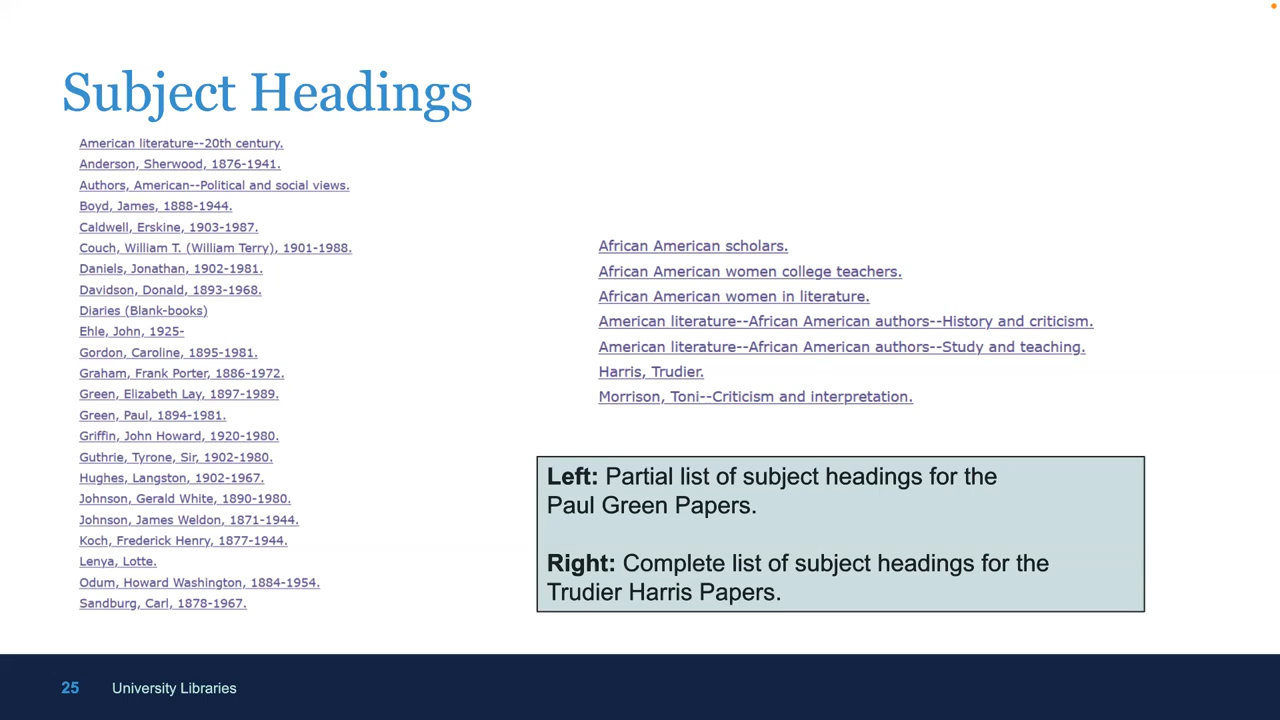 Subject Headings
American literature--20th century.
Anderson, Sherwood, 1876-1941.
Authors, American--Political and social views.
Boyd, James, 1888-1944.
Caldwell, Erskine, 1903-1987.
Couch, William T. (William Terry), 1901-1988.
Daniels, Jonathan, 1902-1981.
Davidson, Donald, 1893-1968.
Diaries (Blank-books)
Ehle, John, 1925-
Gordon, Caroline, 1895-1981.
Graham, Frank Porter, 1886-1972.
Green, Elizabeth Lay, 1897-1989.
Green, Paul, 1894-1981.
Griffin, John Howard, 1920-1980.
Guthrie, Tyrone, Sir, 1902-1980.
Hughes, Langston, 1902-1967.
Johnson, Gerald White, 1890-1980.
Johnson, James Weldon, 1871-1944.
Koch, Frederick Henry, 1877-1944.
Lenya, Lotte.
Odum, Howard Washington, 1884-1954.
Sandburg, Carl, 1878-1967.
African American scholars.
African American women college teachers.
African American women in literature.
American literature--African American authors--History and criticism.
American literature--African American authors--Study and teaching.
Harris, Trudier.
Morrison, Toni--Criticism and interpretation.
Left: Partial list of subject headings for the
Paul Green Papers.
Right: Complete list of subject headings for the
Trudier Harris Papers.
25 University Libraries